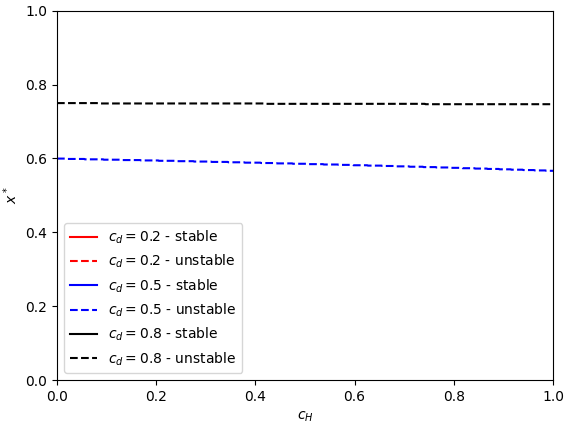 1.0
0.8
0.6
0.4
0.2
0.0
x*
c_d = 0.2 - stable
c_d = 0.2 - unstable
c_d = 0.5 - stable
c_d = 0.5 - unstable
c_d = 0.8 - stable
c_d = 0.8 - unstable
0.0 0.2 0.4 0.6 0.8 1.0
c_H